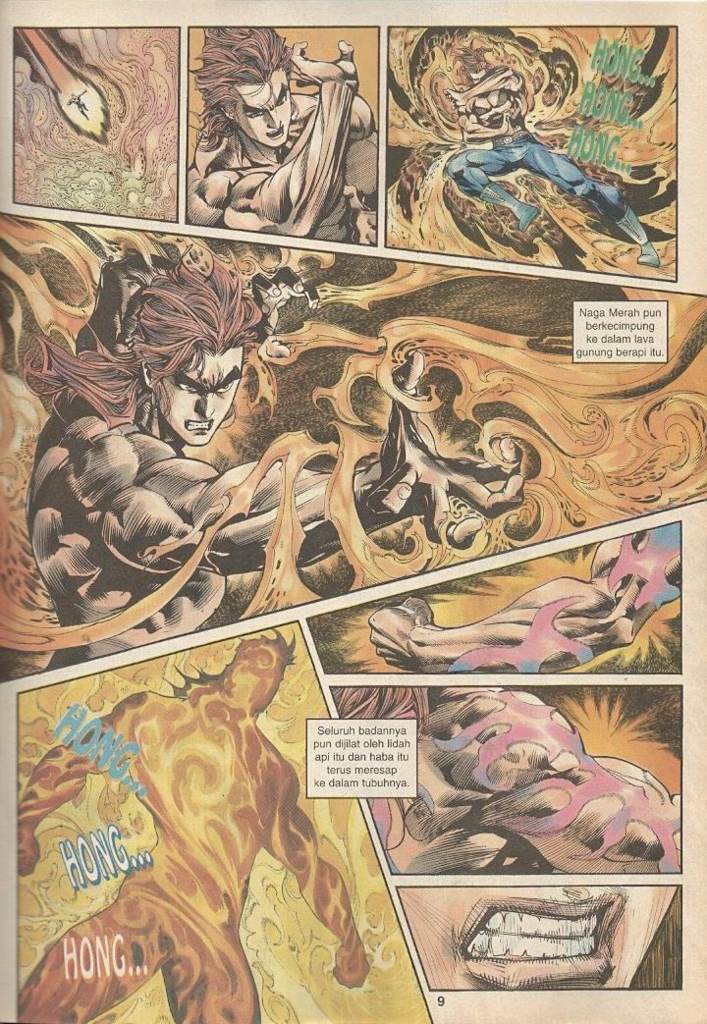 HONG...
HONG...
HONG...
Naga Merah pun
berkecimpung
ke dalam lava
gunung berapi itu.
HONG...
HONG...
HONG...
Seluruh badannya
pun dijilat oleh lidah
api itu dan haba itu
terus meresap
ke dalam tubuhnya.
9